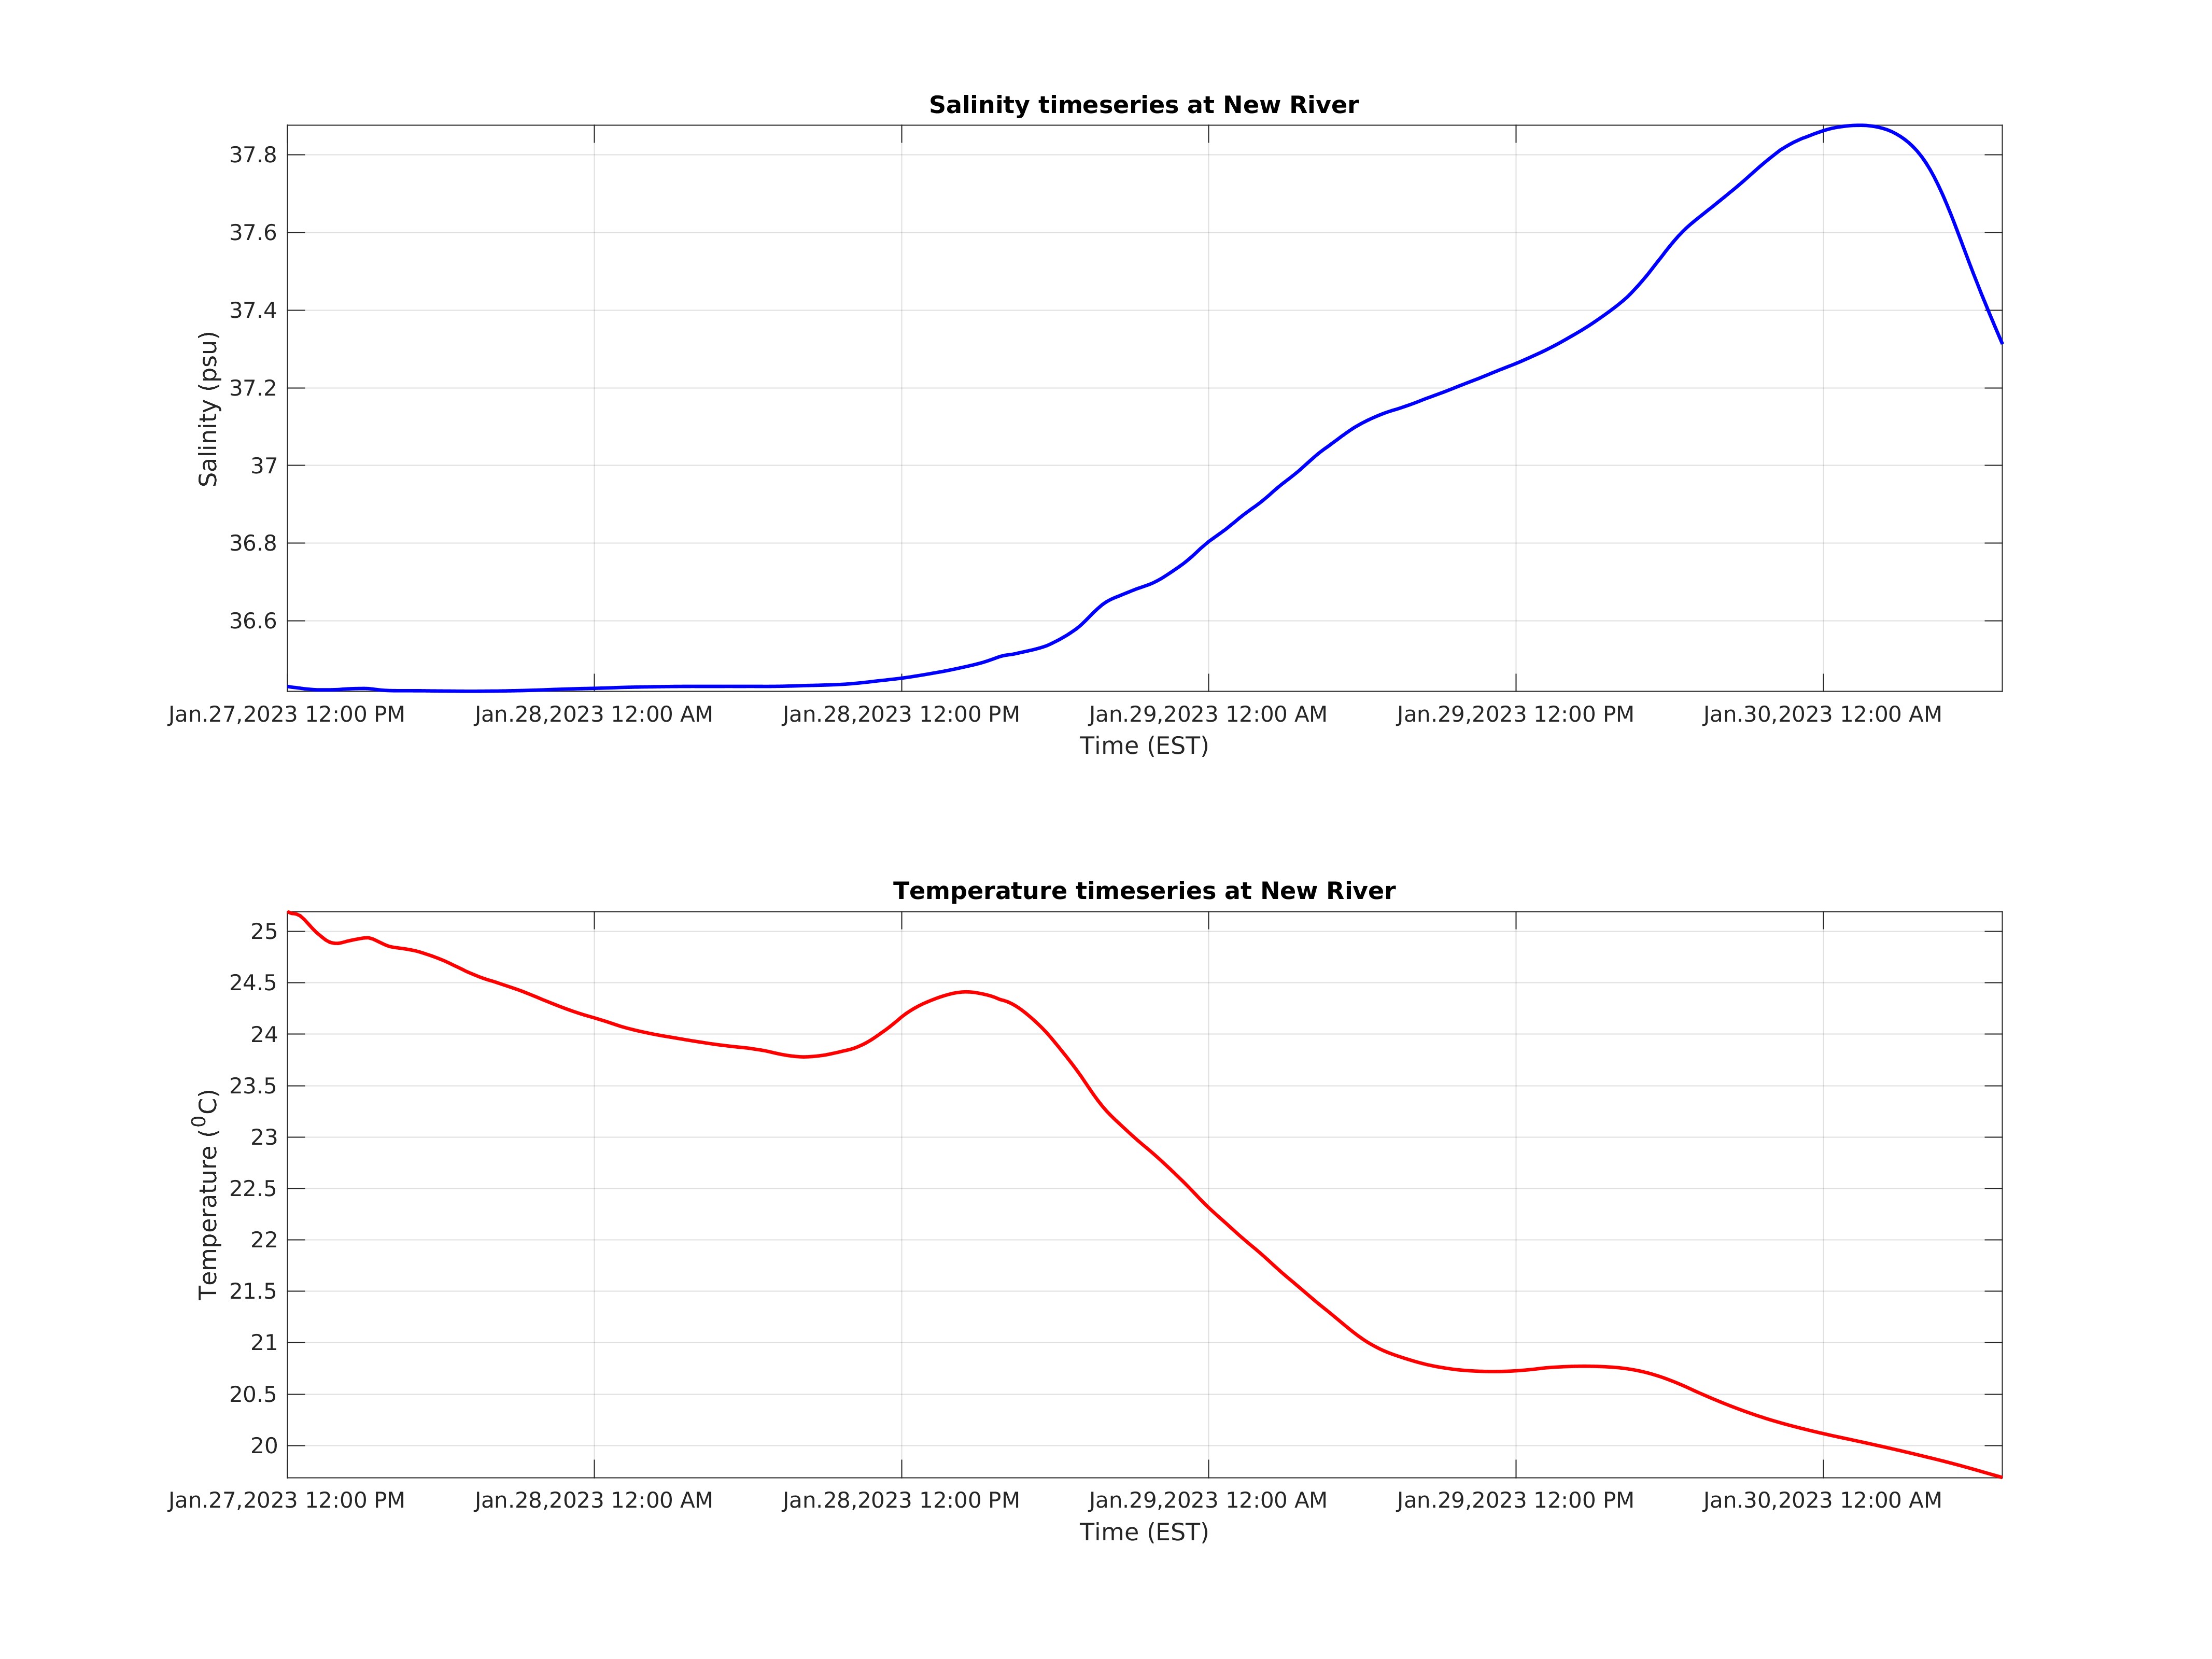 Salinity timeseries at New River
37.8
37.6
37.4
37.2
37
36.8
36.6
Salinity (psu)
Jan.27,2023 12:00 PM Jan.28,2023 12:00 AM Jan.28,2023 12:00 PM Jan.29,2023 12:00 AM Jan.29,2023 12:00 PM Jan.30,2023 12:00 AM
Time (EST)
Temperature timeseries at New River
25
24.5
24
23.5
23
22.5
22
21.5
21
20.5
20
Temperature (⁰C)
Jan.27,2023 12:00 PM Jan.28,2023 12:00 AM Jan.28,2023 12:00 PM Jan.29,2023 12:00 AM Jan.29,2023 12:00 PM Jan.30,2023 12:00 AM
Time (EST)